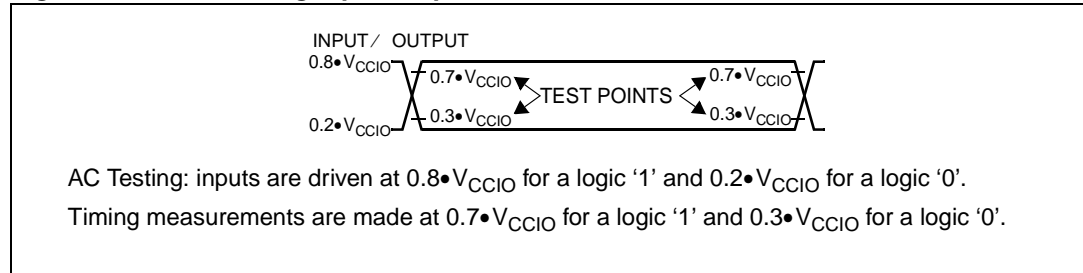 INPUT/ OUTPUT
0.8•VCCIO
0.7•VCCIO
0.7•VCCIO
TEST POINTS
0.3•VCCIO
0.3•VCCIO
0.2•VCCIO
AC Testing: inputs are driven at 0.8•VCCIO for a logic ‘1’ and 0.2•VCCIO for a logic ‘0’.
Timing measurements are made at 0.7•VCCIO for a logic ‘1’ and 0.3•VCCIO for a logic ‘0’.